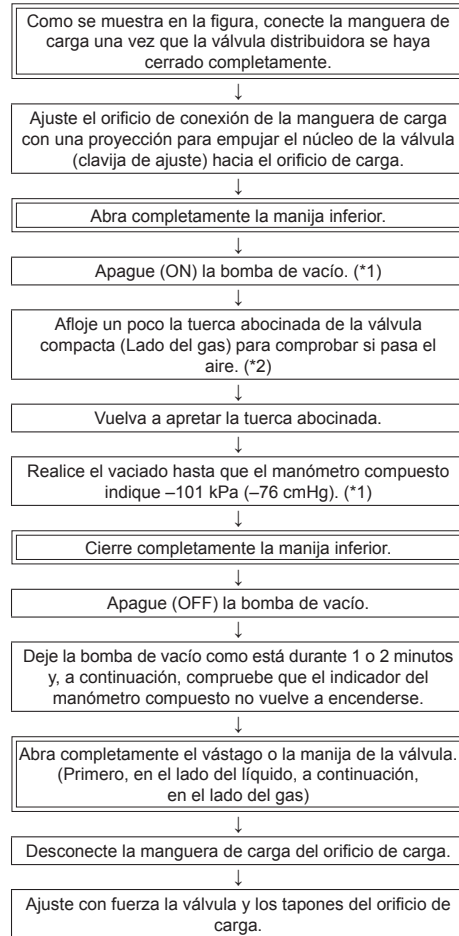 Como se muestra en la figura, conecte la manguera de
carga una vez que la válvula distribuidora se haya
cerrado completamente.
↓
Ajuste el orificio de conexión de la manguera de carga
con una proyección para empujar el núcleo de la válvula
(clavija de ajuste) hacia el orificio de carga.
↓
Abra completamente la manija inferior.
↓
Apague (ON) la bomba de vacío. (*1)
↓
Afloje un poco la tuerca abocinada de la válvula
compacta (Lado del gas) para comprobar si pasa el
aire. (*2)
↓
Vuelva a apretar la tuerca abocinada.
↓
Realice el vaciado hasta que el manómetro compuesto
indique –101 kPa (–76 cmHg). (*1)
↓
Cierre completamente la manija inferior.
↓
Apague (OFF) la bomba de vacío.
↓
Deje la bomba de vacío como está durante 1 o 2 minutos
y, a continuación, compruebe que el indicador del
manómetro compuesto no vuelve a encenderse.
↓
Abra completamente el vástago o la manija de la válvula.
(Primero, en el lado del líquido, a continuación,
en el lado del gas)
↓
Desconecte la manguera de carga del orificio de carga.
↓
Ajuste con fuerza la válvula y los tapones del orificio de
carga.